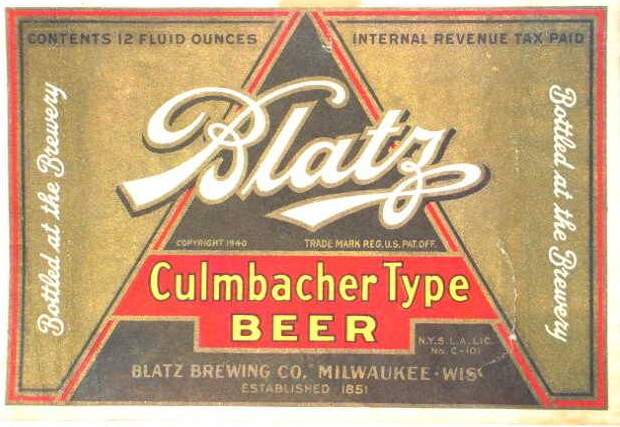 CONTENTS 12 FLUID OUNCES
INTERNAL REVENUE TAX PAID
Bottled at the Brewery
Blatz
Bottled at the Brewery
COPYRIGHT 1940
TRADE MARK REG. U.S. PAT. OFF.
Culmbacher Type
BEER
N.Y.S.L.A. LIC.
No. C-101
BLATZ BREWING CO. MILWAUKEE - WIS
ESTABLISHED 1851